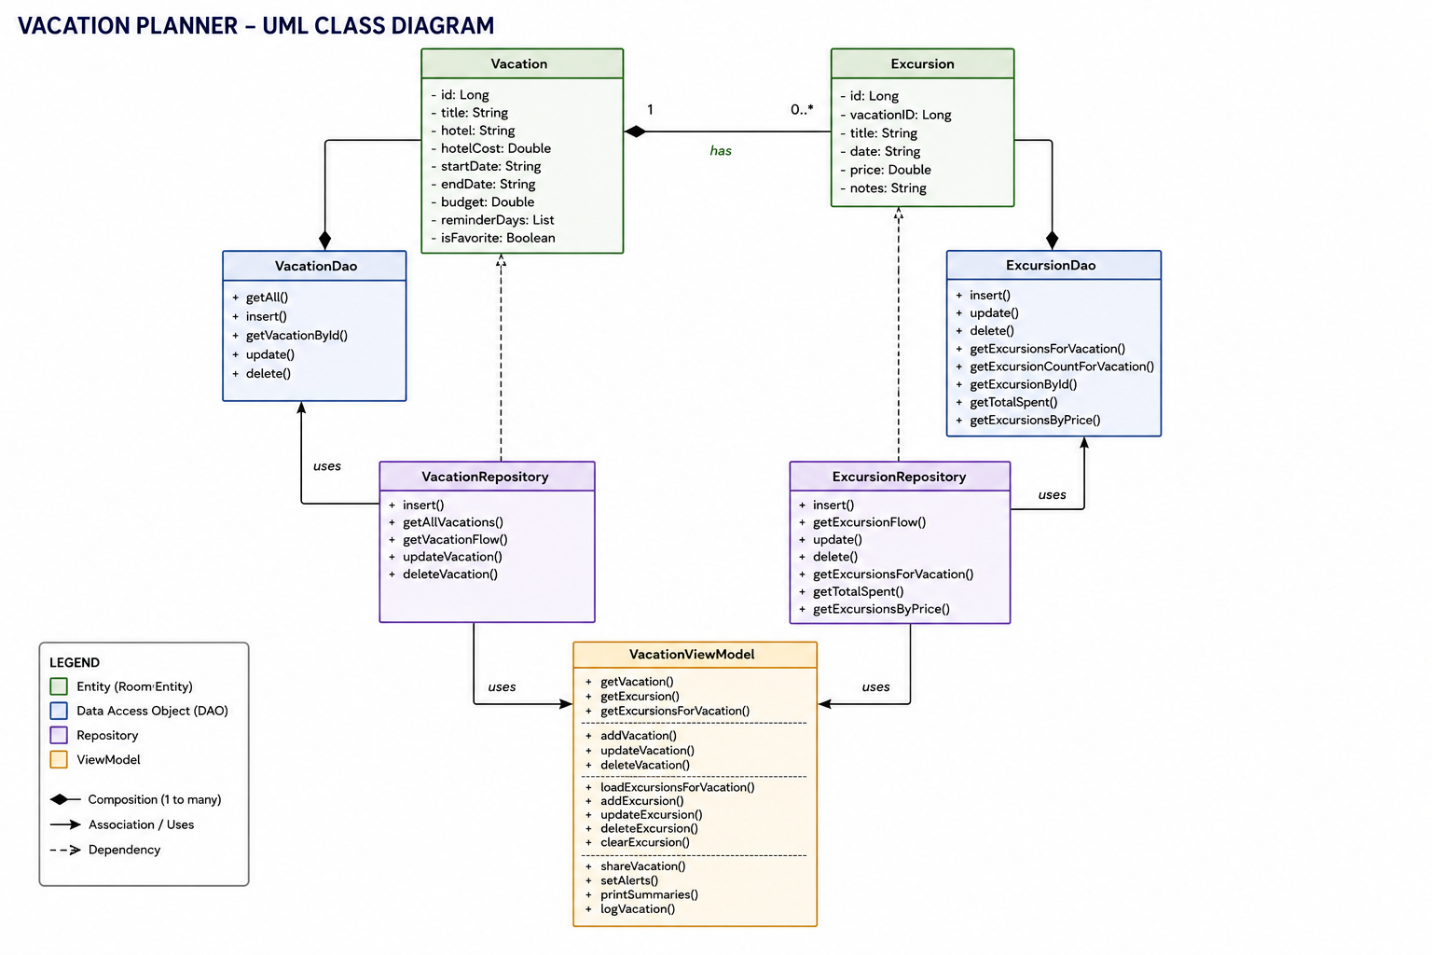 VACATION PLANNER – UML CLASS DIAGRAM
Vacation
- id: Long
- title: String
- hotel: String
- hotelCost: Double
- startDate: String
- endDate: String
- budget: Double
- reminderDays: List
- isFavorite: Boolean
1
0..*
has
Excursion
- id: Long
- vacationID: Long
- title: String
- date: String
- price: Double
- notes: String
VacationDao
+ getAll()
+ insert()
+ getVacationById()
+ update()
+ delete()
ExcursionDao
+ insert()
+ update()
+ delete()
+ getExcursionsForVacation()
+ getExcursionCountForVacation()
+ getExcursionById()
+ getTotalSpent()
+ getExcursionsByPrice()
uses
VacationRepository
+ insert()
+ getAllVacations()
+ getVacationFlow()
+ updateVacation()
+ deleteVacation()
ExcursionRepository
+ insert()
+ getExcursionFlow()
+ update()
+ delete()
+ getExcursionsForVacation()
+ getTotalSpent()
+ getExcursionsByPrice()
uses
uses
uses
VacationViewModel
+ getVacation()
+ getExcursion()
+ getExcursionsForVacation()
+ addVacation()
+ updateVacation()
+ deleteVacation()
+ loadExcursionsForVacation()
+ addExcursion()
+ updateExcursion()
+ deleteExcursion()
+ clearExcursion()
+ shareVacation()
+ setAlerts()
+ printSummaries()
+ logVacation()
LEGEND
Entity (Room Entity)
Data Access Object (DAO)
Repository
ViewModel
Composition (1 to many)
Association / Uses
Dependency